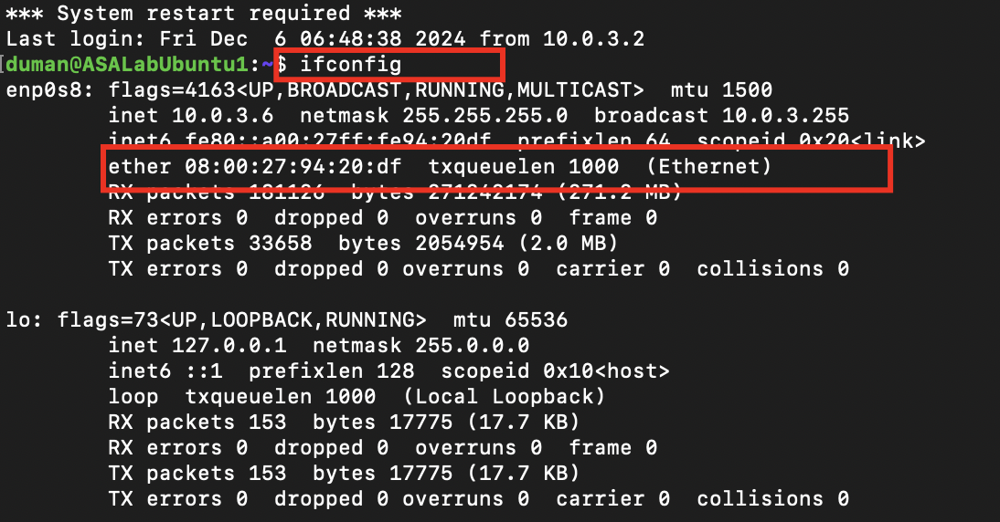 *** System restart required ***
Last login: Fri Dec  6 06:48:38 2024 from 10.0.3.2
duman@ASALabUbuntu1:~$ ifconfig
enp0s8: flags=4163<UP,BROADCAST,RUNNING,MULTICAST>  mtu 1500
        inet 10.0.3.6  netmask 255.255.255.0  broadcast 10.0.3.255
        inet6 fe80::a00:27ff:fe94:20df  prefixlen 64  scopeid 0x20<link>
        ether 08:00:27:94:20:df  txqueuelen 1000  (Ethernet)
        RX packets 181126  bytes 271242174 (271.2 MB)
        RX errors 0  dropped 0  overruns 0  frame 0
        TX packets 33658  bytes 2054954 (2.0 MB)
        TX errors 0  dropped 0 overruns 0  carrier 0  collisions 0

lo: flags=73<UP,LOOPBACK,RUNNING>  mtu 65536
        inet 127.0.0.1  netmask 255.0.0.0
        inet6 ::1  prefixlen 128  scopeid 0x10<host>
        loop  txqueuelen 1000  (Local Loopback)
        RX packets 153  bytes 17775 (17.7 KB)
        RX errors 0  dropped 0  overruns 0  frame 0
        TX packets 153  bytes 17775 (17.7 KB)
        TX errors 0  dropped 0 overruns 0  carrier 0  collisions 0